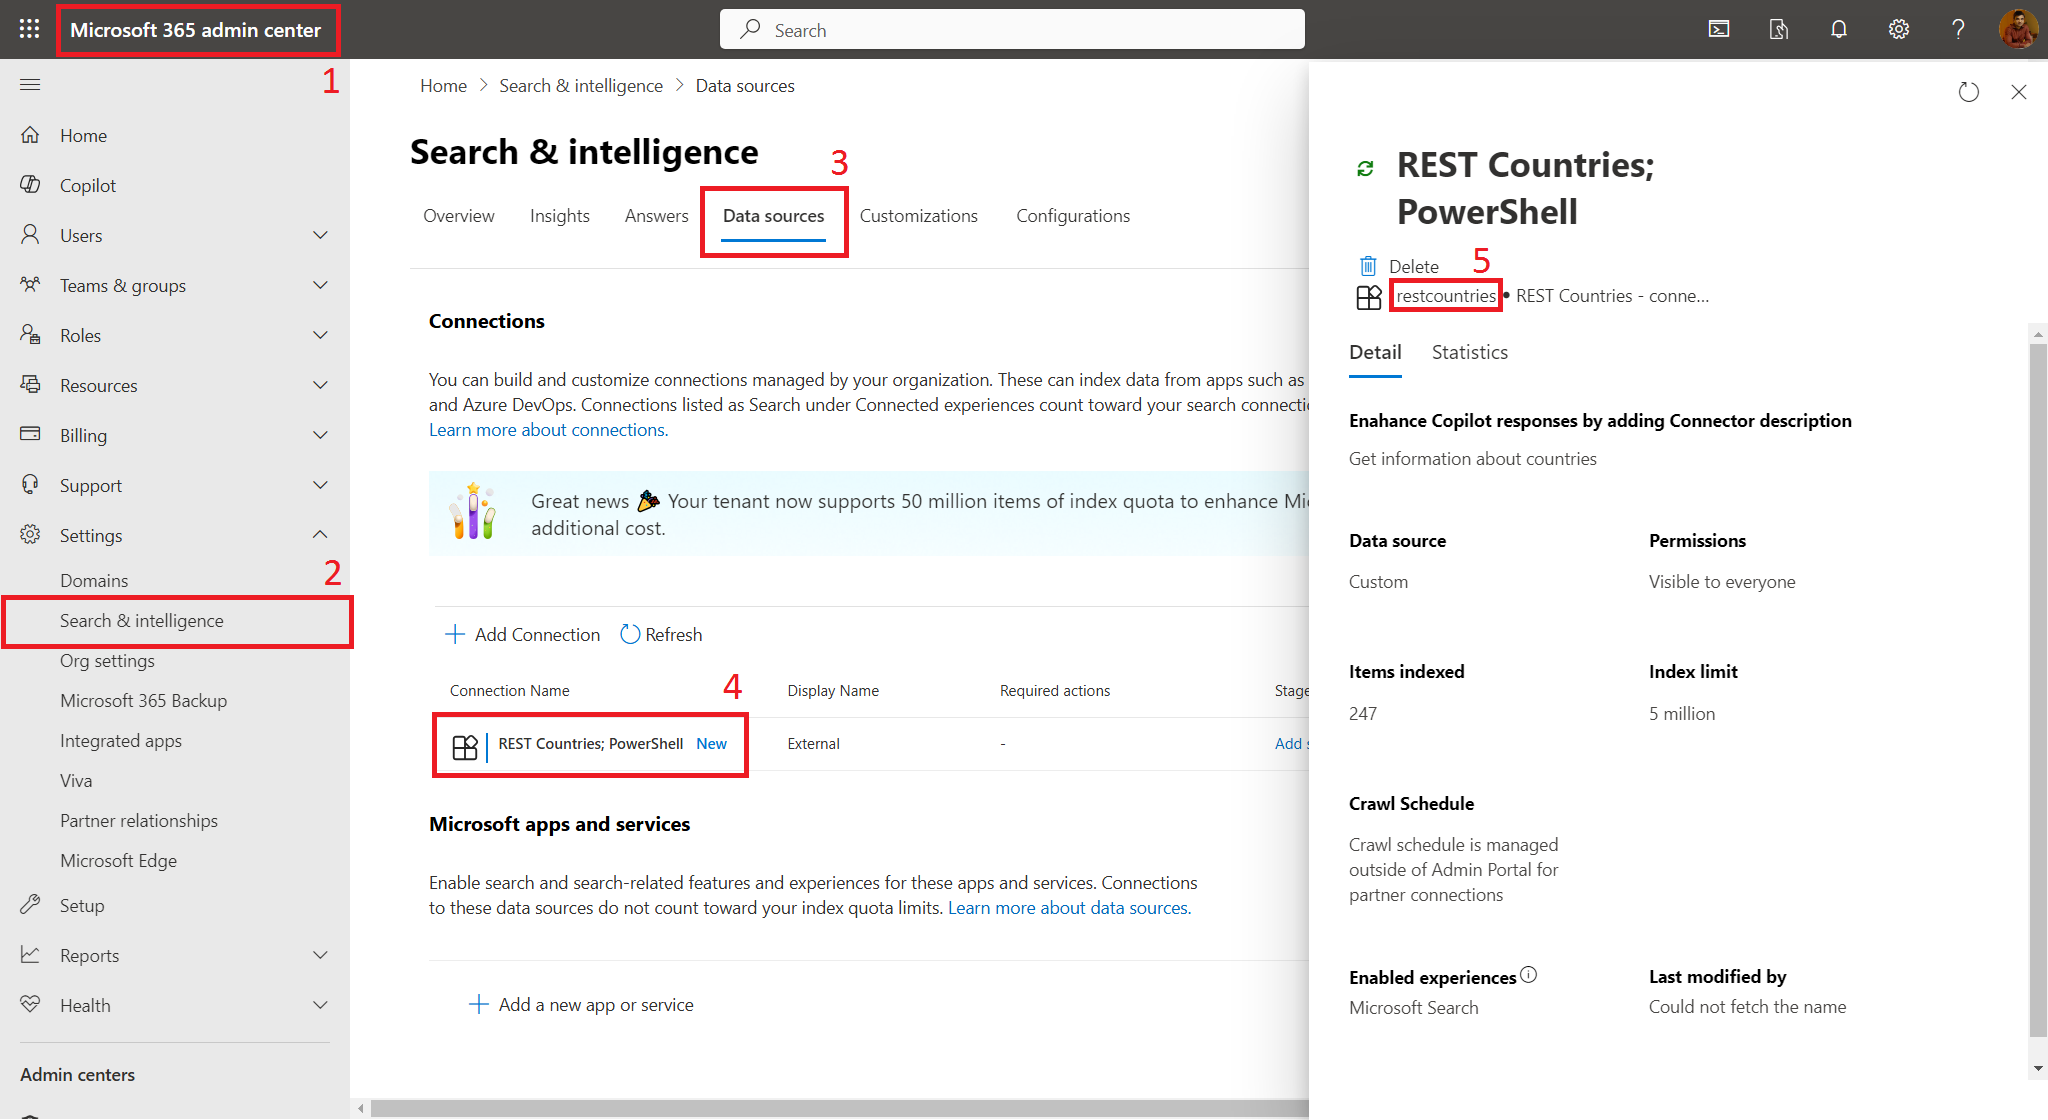 Microsoft 365 admin center
Search
1
Home
Copilot
Users
Teams & groups
Roles
Resources
Billing
Support
Settings
2
Domains
Search & intelligence
Org settings
Microsoft 365 Backup
Integrated apps
Viva
Partner relationships
Microsoft Edge
Setup
Reports
Health
Admin centers
Home > Search & intelligence > Data sources
Search & intelligence
3
Overview Insights Answers Data sources Customizations Configurations
Connections
You can build and customize connections managed by your organization. These can index data from apps such as
and Azure DevOps. Connections listed as Search under Connected experiences count toward your search connecti
Learn more about connections.
Great news 🎉 Your tenant now supports 50 million items of index quota to enhance Mi
additional cost.
Add Connection Refresh
4
Connection Name Display Name Required actions Stage
REST Countries; PowerShell New External - Add s
Microsoft apps and services
Enable search and search-related features and experiences for these apps and services. Connections
to these data sources do not count toward your index quota limits. Learn more about data sources.
Add a new app or service
REST Countries;
PowerShell
Delete
5
restcountries • REST Countries - conne...
Detail Statistics
Enahance Copilot responses by adding Connector description
Get information about countries
Data source Permissions
Custom Visible to everyone
Items indexed Index limit
247 5 million
Crawl Schedule
Crawl schedule is managed
outside of Admin Portal for
partner connections
Enabled experiences Last modified by
Microsoft Search Could not fetch the name